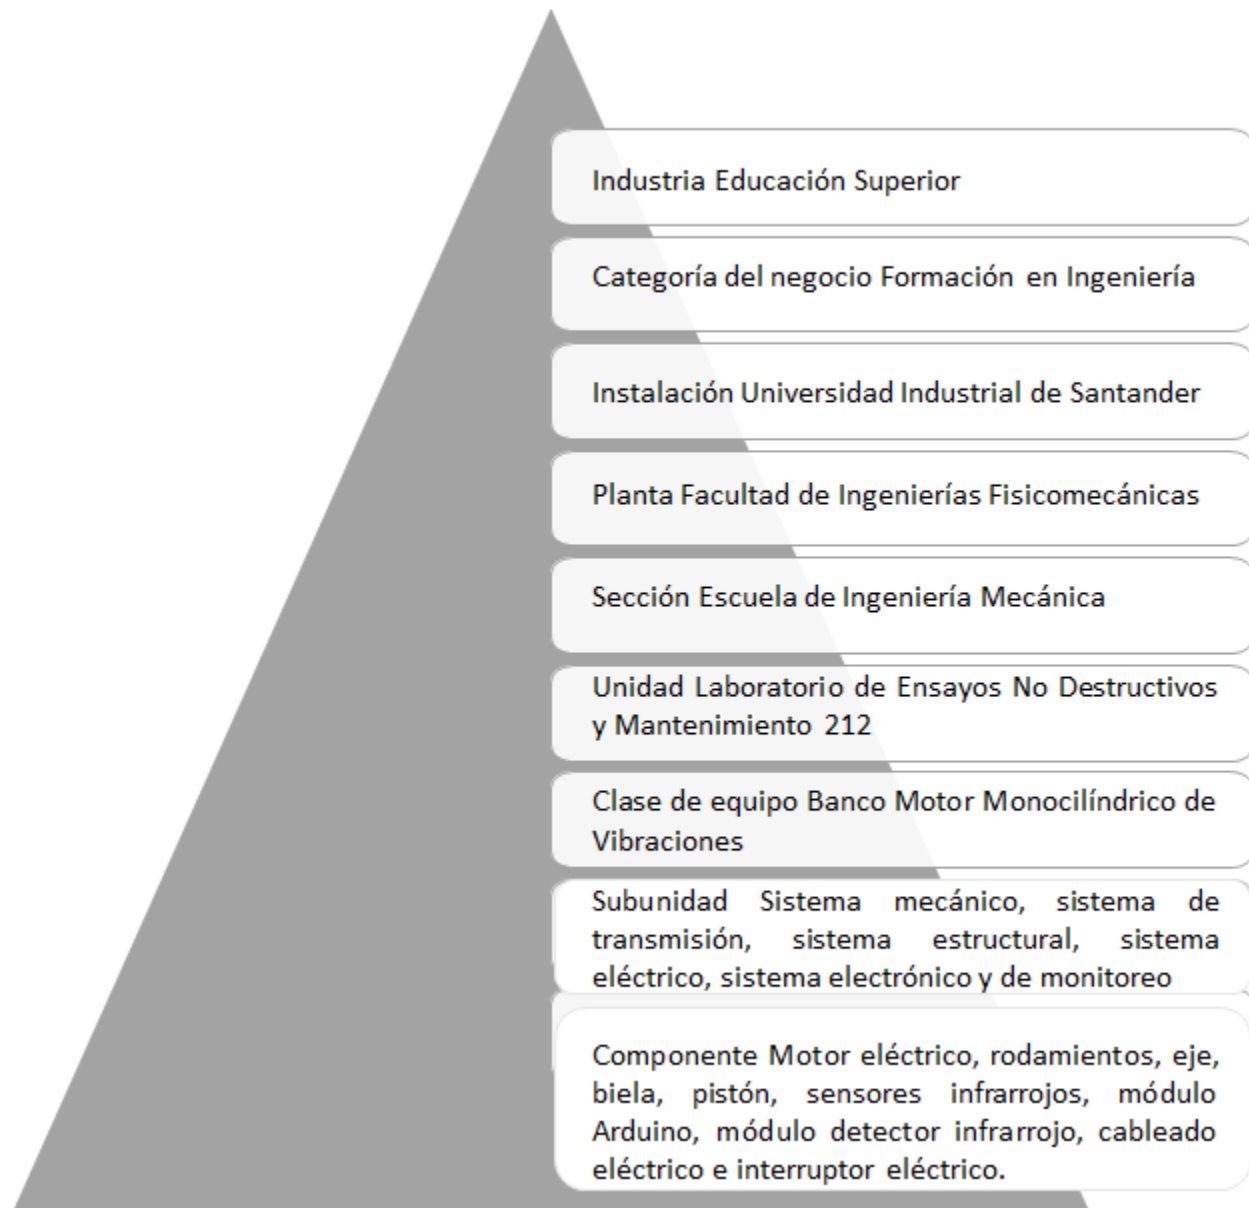 Industria Educación Superior
Categoría del negocio Formación en Ingeniería
Instalación Universidad Industrial de Santander
Planta Facultad de Ingenierías Fisicomecánicas
Sección Escuela de Ingeniería Mecánica
Unidad Laboratorio de Ensayos No Destructivos
y Mantenimiento 212
Clase de equipo Banco Motor Monocilíndrico de
Vibraciones
Subunidad Sistema mecánico, sistema de
transmisión, sistema estructural, sistema
eléctrico, sistema electrónico y de monitoreo
Componente Motor eléctrico, rodamientos, eje,
biela, pistón, sensores infrarrojos, módulo
Arduino, módulo detector infrarrojo, cableado
eléctrico e interruptor eléctrico.